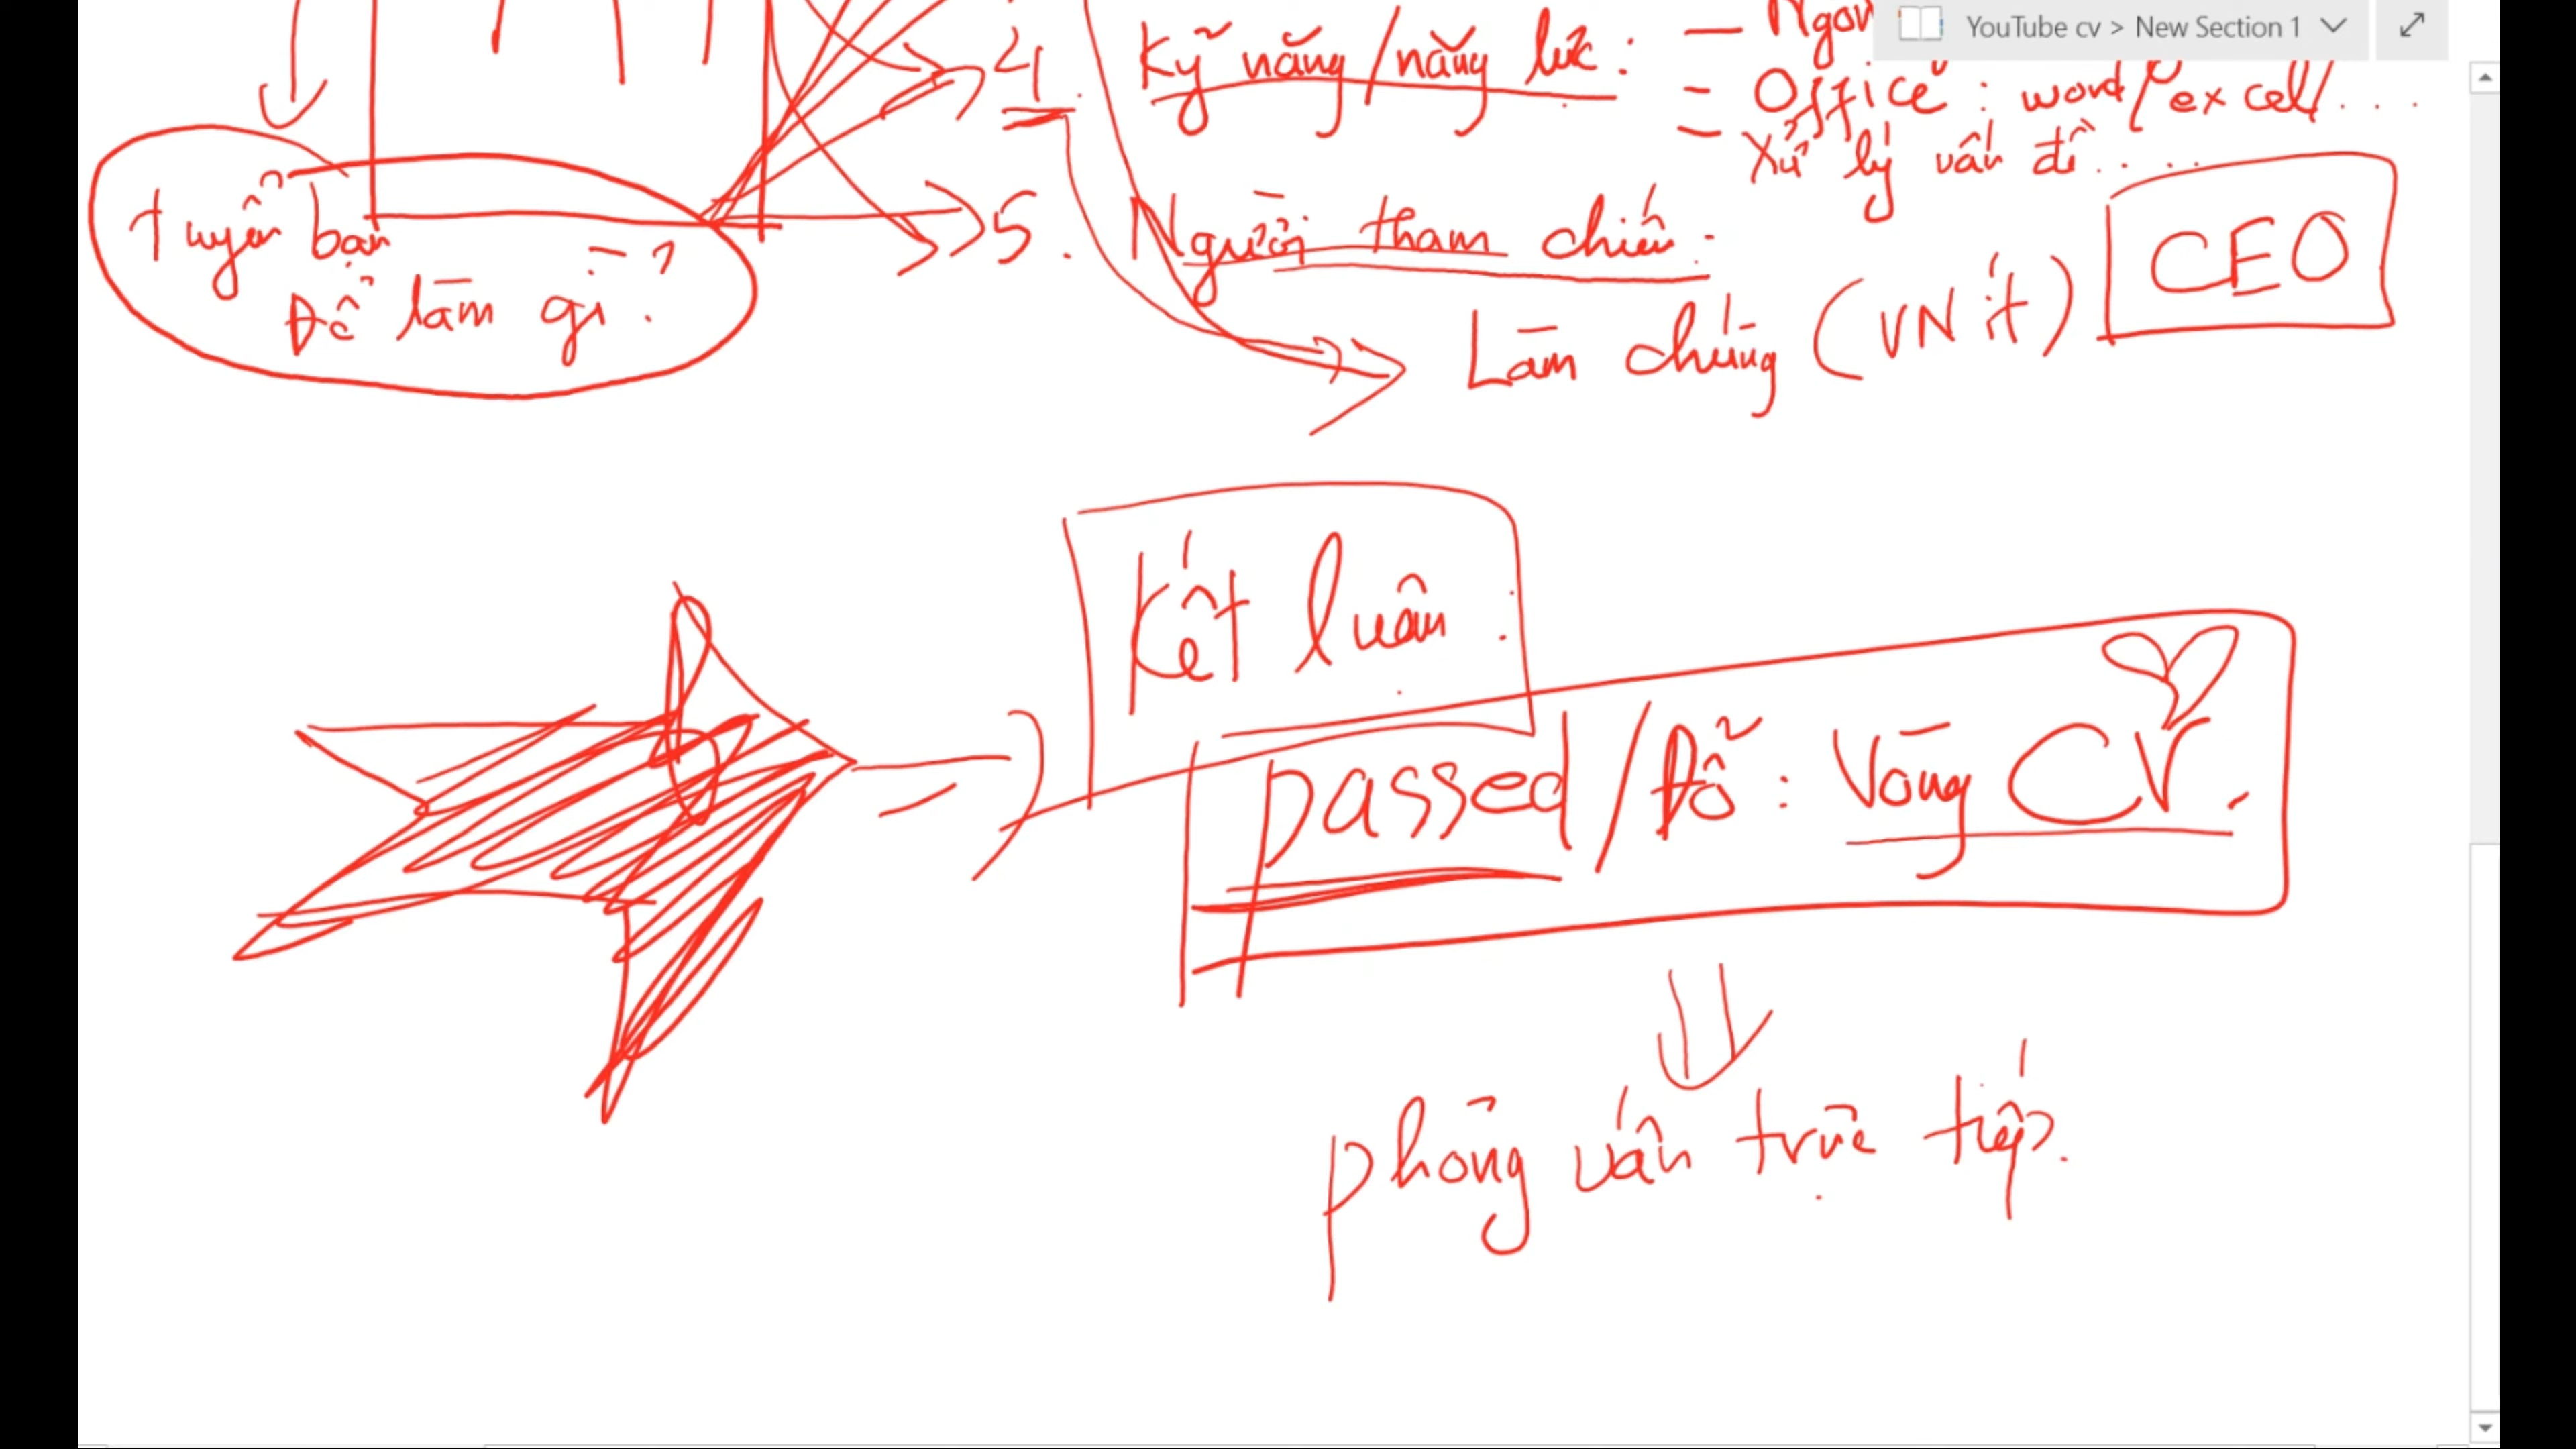 YouTube cv > New Section 1
4. Kỹ năng/năng lực: – Ngoại
= Office: word/excel/...
Xử lý vấn đề....
5. Người tham chiếu:
Làm chứng (VN ít)
CEO
Tuyển bạn
Để làm gì?
Kết luận:
passed/Đỗ: Vòng CV.
phỏng vấn trực tiếp.